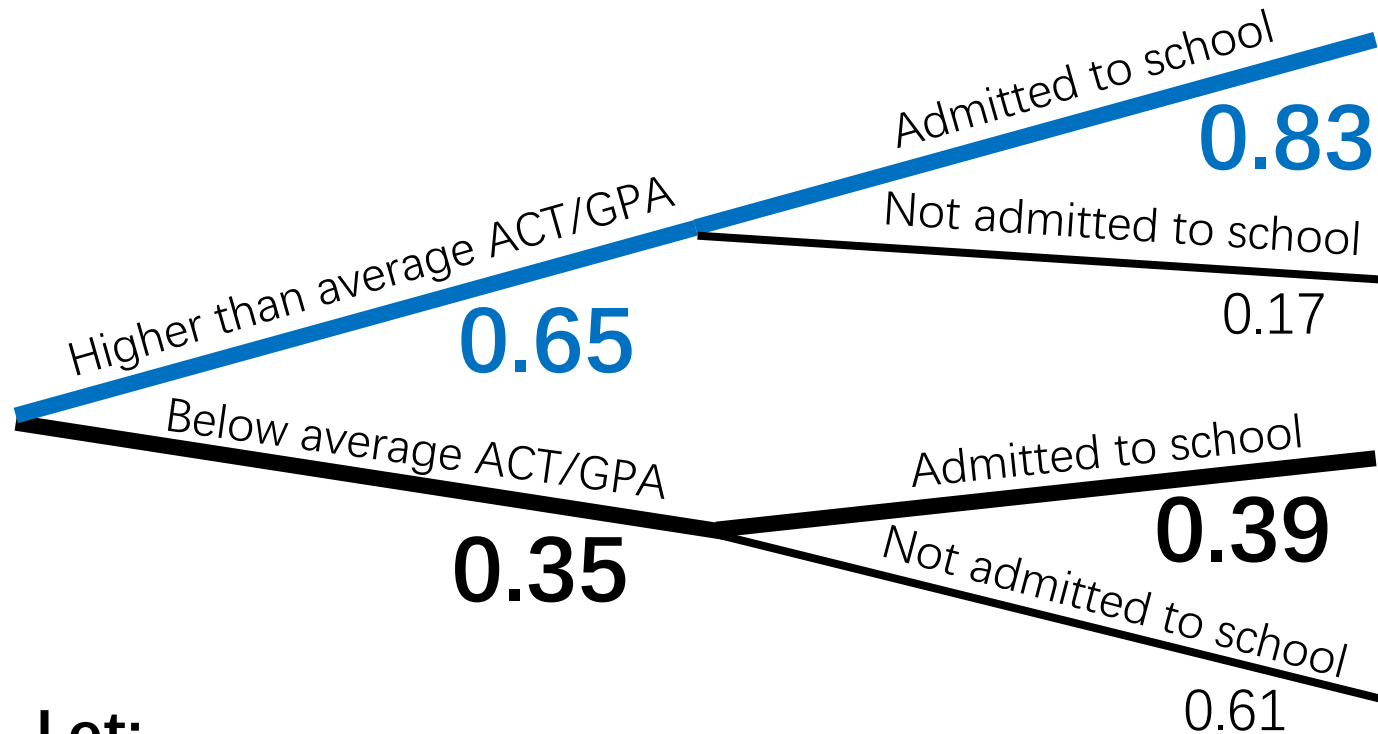 Admitted to school
0.83
Higher than average ACT/GPA
0.65
Not admitted to school
0.17
Below average ACT/GPA
0.35
Admitted to school
0.39
Not admitted to school
0.61
Let: